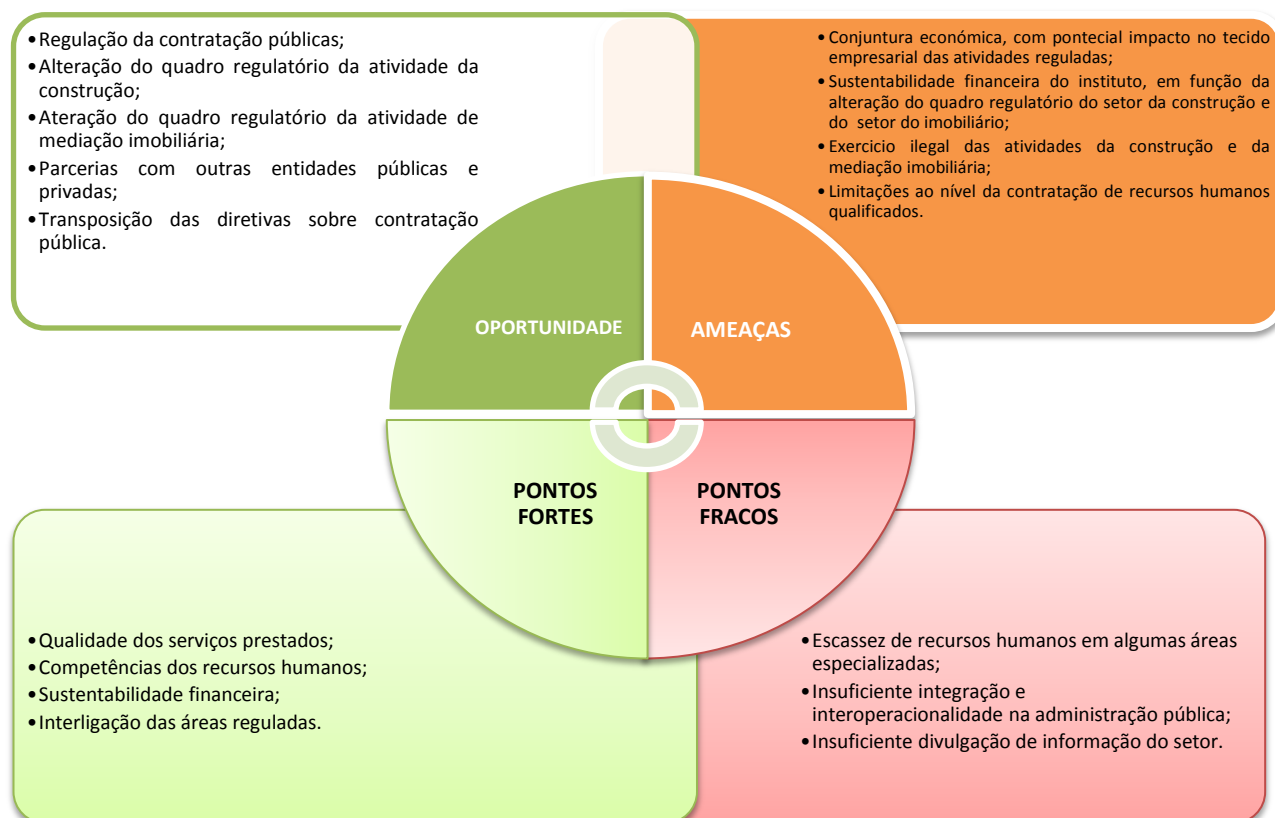 •Regulação da contratação públicas;
•Alteração do quadro regulatório da atividade da
construção;
•Ateração do quadro regulatório da atividade de
mediação imobiliária;
•Parcerias com outras entidades públicas e
privadas;
•Transposição das diretivas sobre contratação
pública.
•Conjuntura económica, com pontecial impacto no tecido
empresarial das atividades reguladas;
•Sustentabilidade financeira do instituto, em função da
alteração do quadro regulatório do setor da construção e
do setor do imobiliário;
•Exercicio ilegal das atividades da construção e da
mediação imobiliária;
•Limitações ao nível da contratação de recursos humanos
qualificados.
OPORTUNIDADE
AMEAÇAS
PONTOS
FORTES
PONTOS
FRACOS
•Qualidade dos serviços prestados;
•Competências dos recursos humanos;
•Sustentabilidade financeira;
•Interligação das áreas reguladas.
•Escassez de recursos humanos em algumas áreas
especializadas;
•Insuficiente integração e
interoperacionalidade na administração pública;
•Insuficiente divulgação de informação do setor.